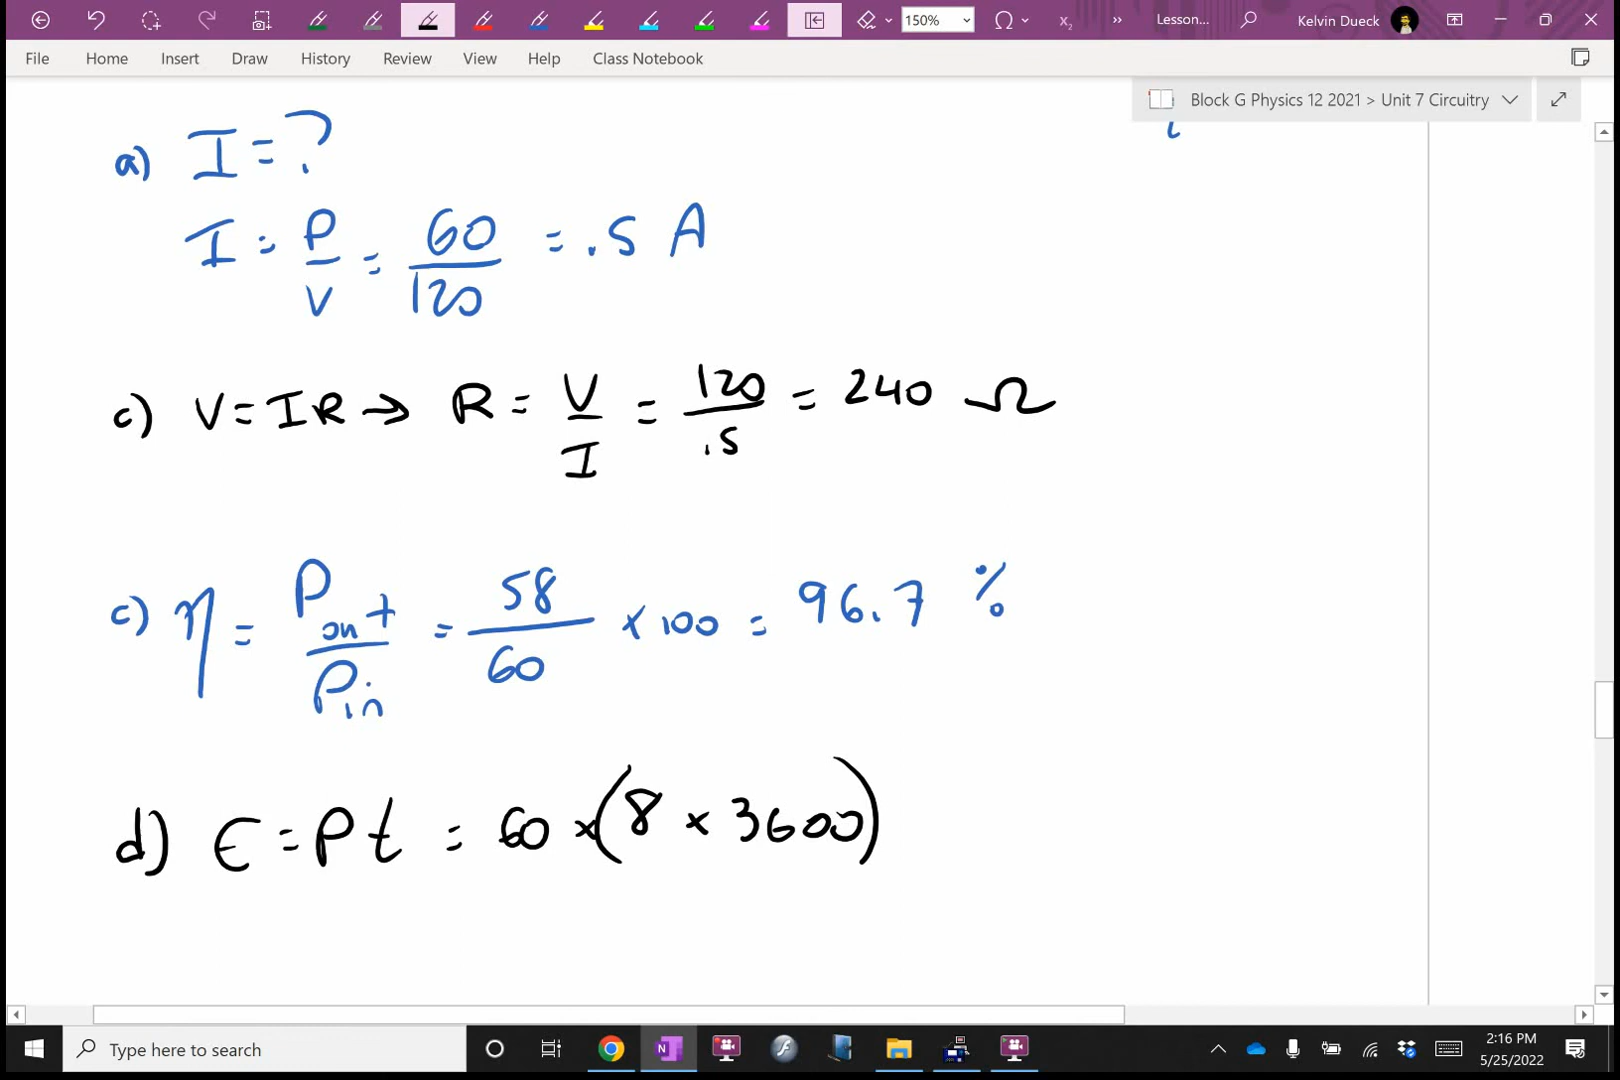 150%
Ω
x₂
»
Lesson...
Kelvin Dueck
File Home Insert Draw History Review View Help Class Notebook
Block G Physics 12 2021 > Unit 7 Circuitry
a) I = ?
I = P/V = 60/120 = .5 A
c) V = IR → R = V/I = 120/.5 = 240 Ω
c) η = Pout/Pin = 58/60 × 100 = 96.7 %
d) E = Pt = 60 × (8 × 3600)
Type here to search
2:16 PM
5/25/2022